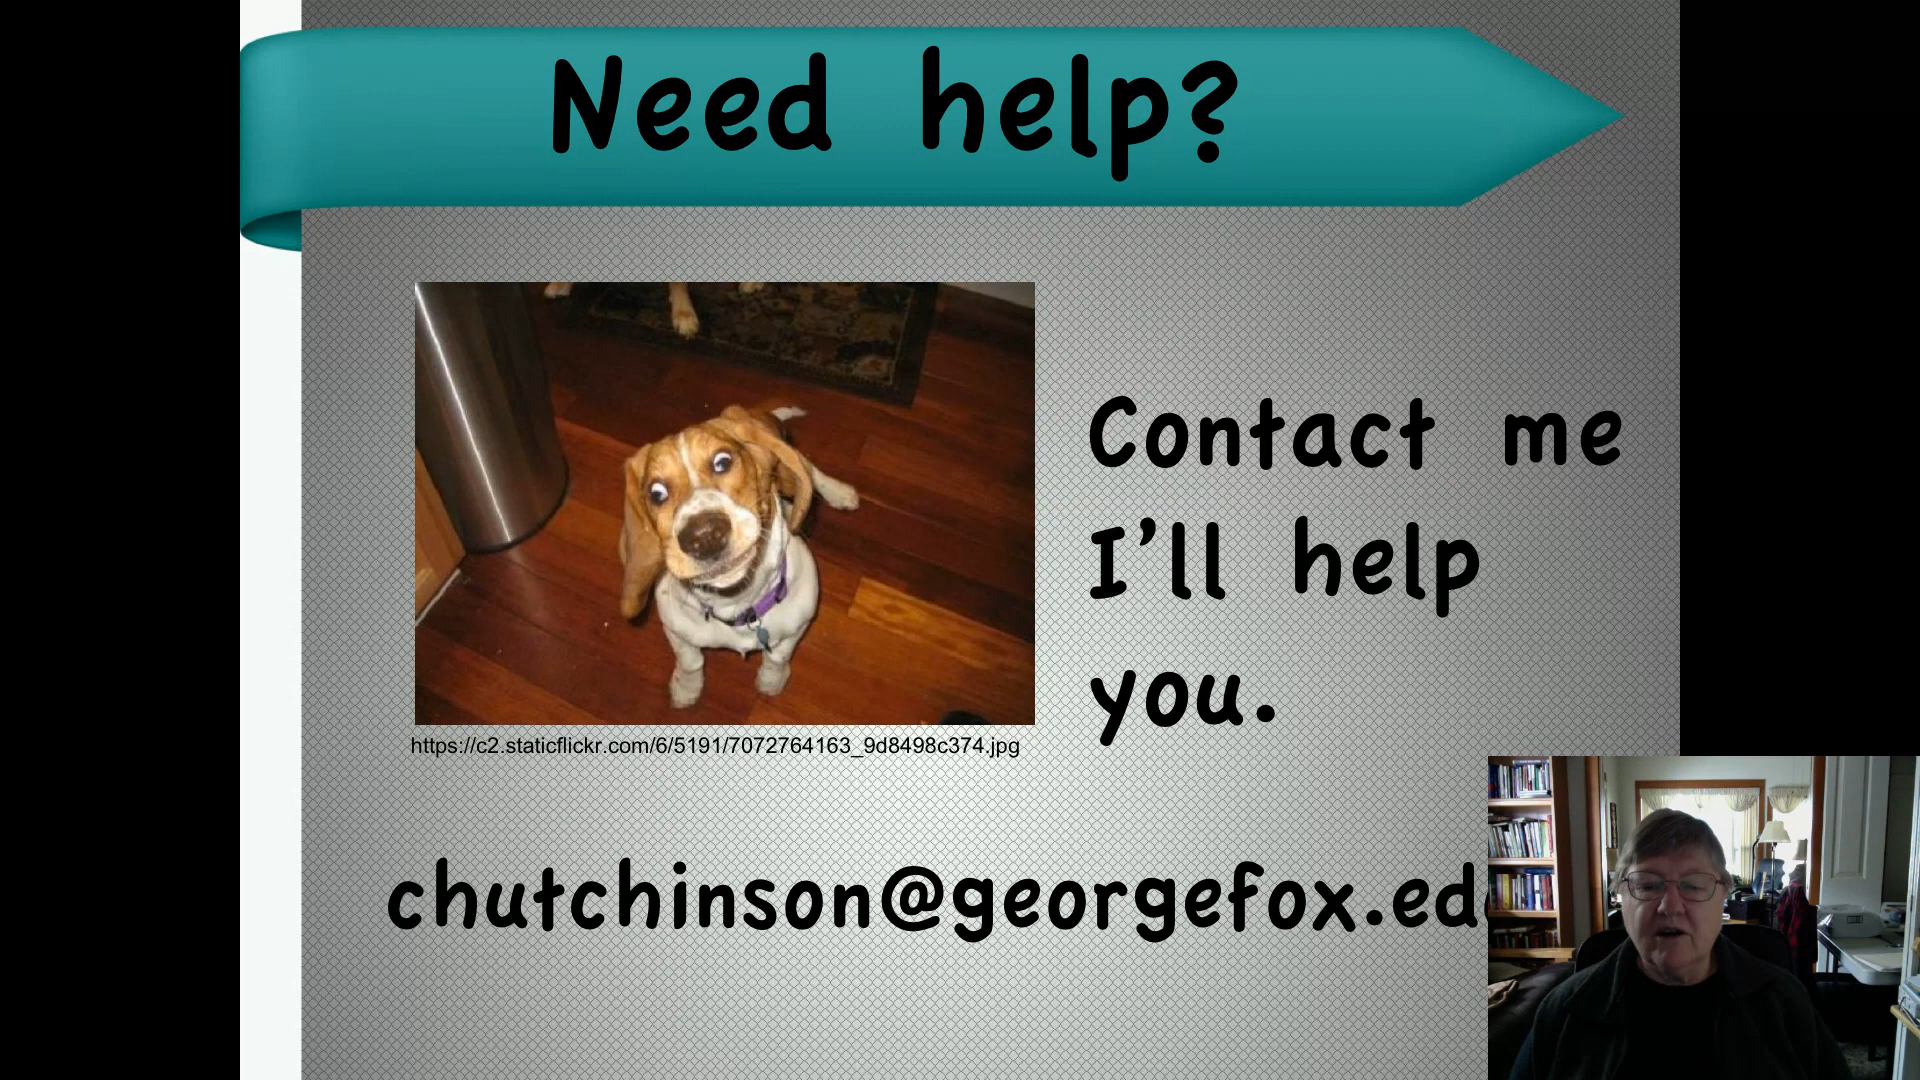 Need help?
Contact me
I’ll help
you.
https://c2.staticflickr.com/6/5191/7072764163_9d8498c374.jpg
chutchinson@georgefox.ed